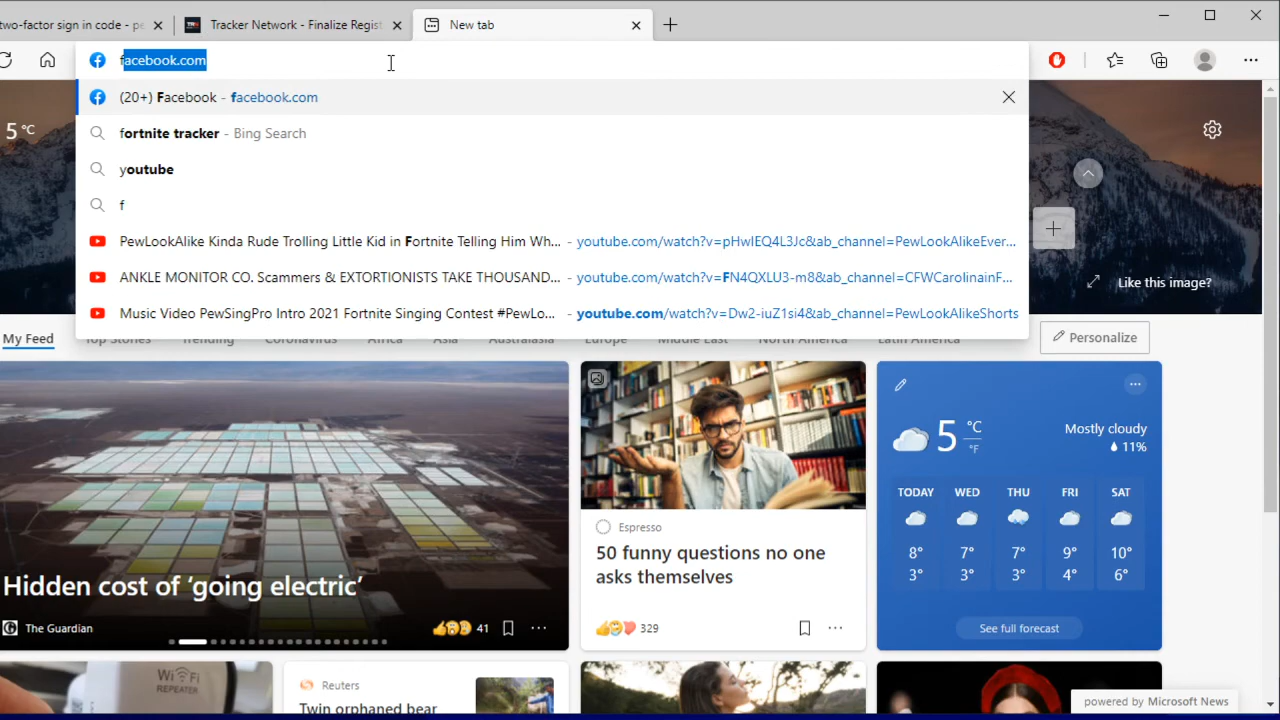 two-factor sign in code - pe
Tracker Network - Finalize Regist
New tab
facebook.com
(20+) Facebook - facebook.com
fortnite tracker - Bing Search
youtube
f
PewLookAlike Kinda Rude Trolling Little Kid in Fortnite Telling Him Wh... - youtube.com/watch?v=pHwIEQ4L3Jc&ab_channel=PewLookAlikeEver...
ANKLE MONITOR CO. Scammers & EXTORTIONISTS TAKE THOUSAND... - youtube.com/watch?v=FN4QXLU3-m8&ab_channel=CFWCarolinainF...
Music Video PewSingPro Intro 2021 Fortnite Singing Contest #PewLo... - youtube.com/watch?v=Dw2-iuZ1si4&ab_channel=PewLookAlikeShorts
5 °C
Like this image?
My Feed
Top Stories
Trending
Coronavirus
Africa
Asia
Australasia
Europe
Middle East
North America
Latin America
Personalize
Hidden cost of ‘going electric’
The Guardian
41
Espresso
50 funny questions no one
asks themselves
329
5 °C
°F
Mostly cloudy
11%
TODAY WED THU FRI SAT
8° 7° 7° 9° 10°
3° 3° 3° 4° 6°
See full forecast
Wi Fi
REPEATER
Reuters
Twin orphaned bear
powered by Microsoft News